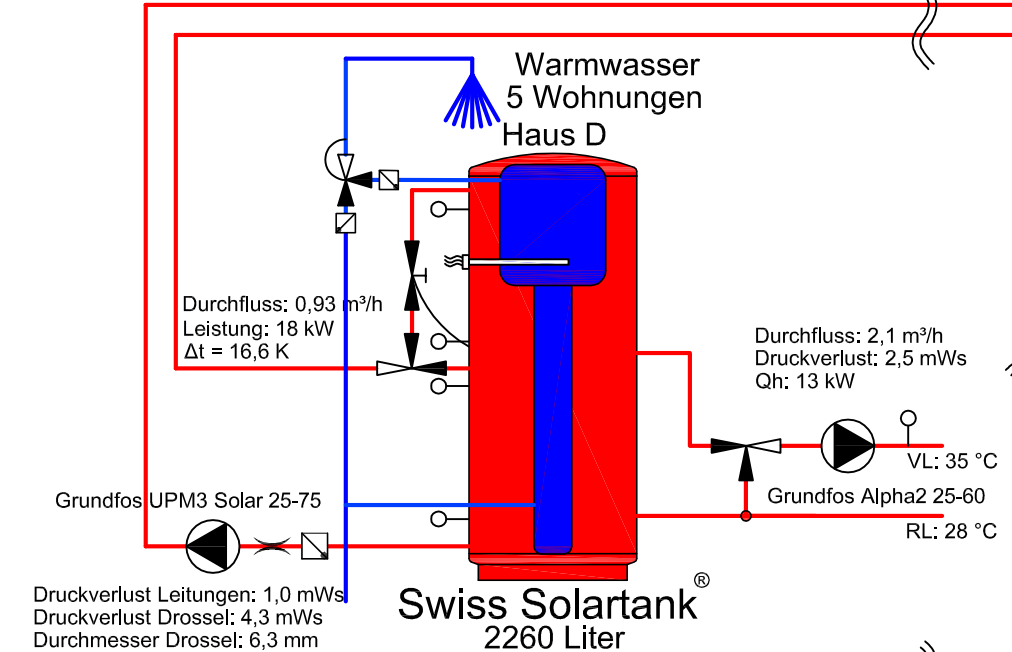 Warmwasser
5 Wohnungen
Haus D
Durchfluss: 0,93 m³/h
Leistung: 18 kW
Δt = 16,6 K
Durchfluss: 2,1 m³/h
Druckverlust: 2,5 mWs
Qh: 13 kW
VL: 35 °C
Grundfos Alpha2 25-60
RL: 28 °C
Grundfos UPM3 Solar 25-75
Druckverlust Leitungen: 1,0 mWs
Druckverlust Drossel: 4,3 mWs
Durchmesser Drossel: 6,3 mm
Swiss Solartank®
2260 Liter